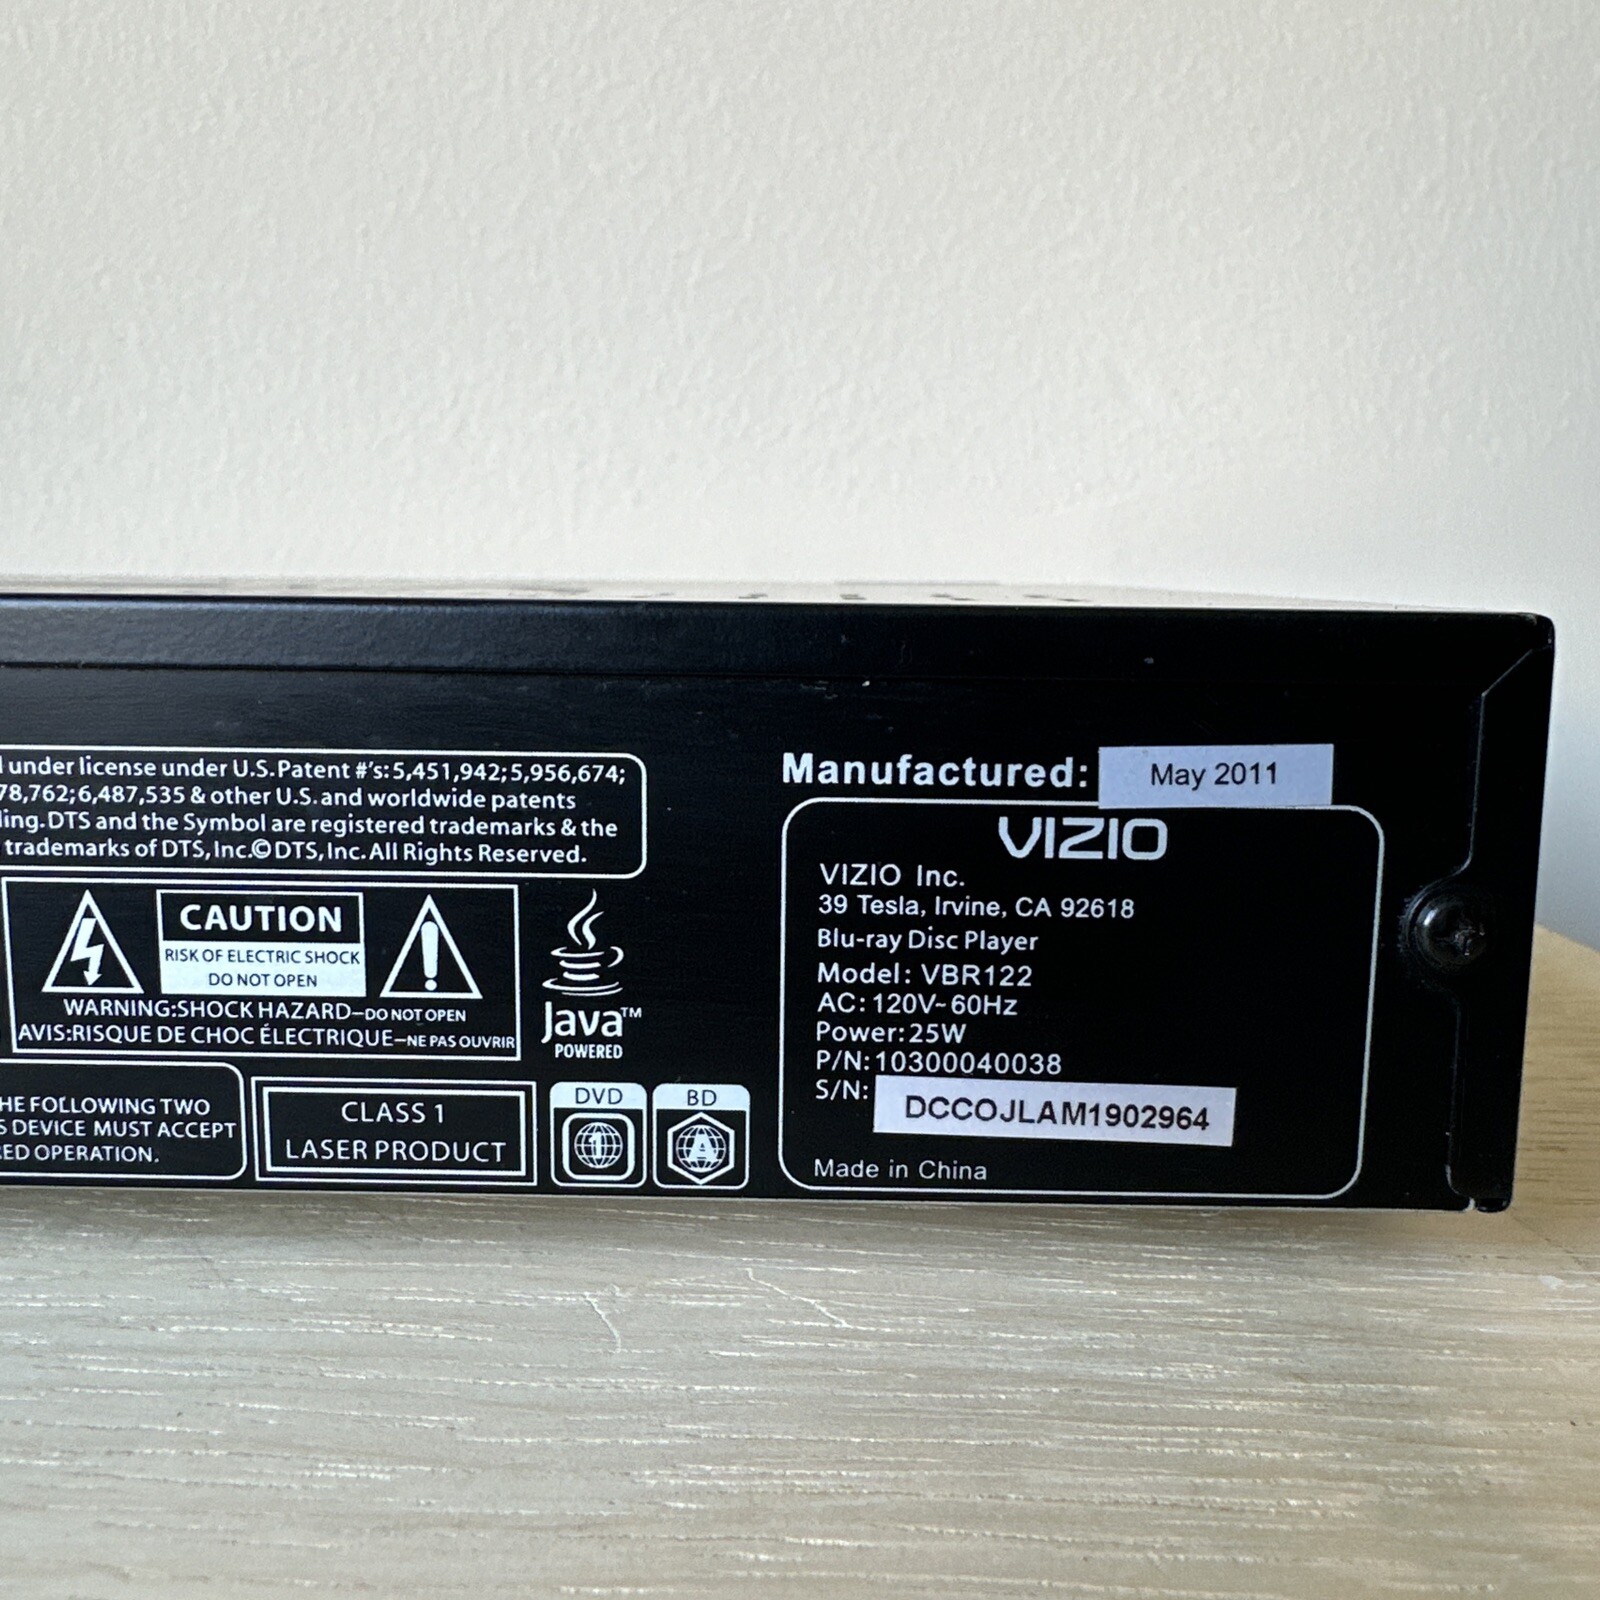 under license under U.S.Patent #'s:5,451,942;5,956,674;
78,762;6,487,535 & other U.S.and worldwide patents
ing.DTS and the Symbol are registered trademarks & the
trademarks of DTS,Inc.©DTS,Inc.All Rights Reserved.
CAUTION
RISK OF ELECTRIC SHOCK
DO NOT OPEN
WARNING:SHOCK HAZARD–DO NOT OPEN
AVIS:RISQUE DE CHOC ÉLECTRIQUE–NE PAS OUVRIR
Java™
POWERED
HE FOLLOWING TWO
S DEVICE MUST ACCEPT
ED OPERATION.
CLASS 1
LASER PRODUCT
DVD
1
BD
A
Manufactured: May 2011
VIZIO
VIZIO Inc.
39 Tesla, Irvine, CA 92618
Blu-ray Disc Player
Model: VBR122
AC: 120V~60Hz
Power:25W
P/N:10300040038
S/N: DCCOJLAM1902964
Made in China